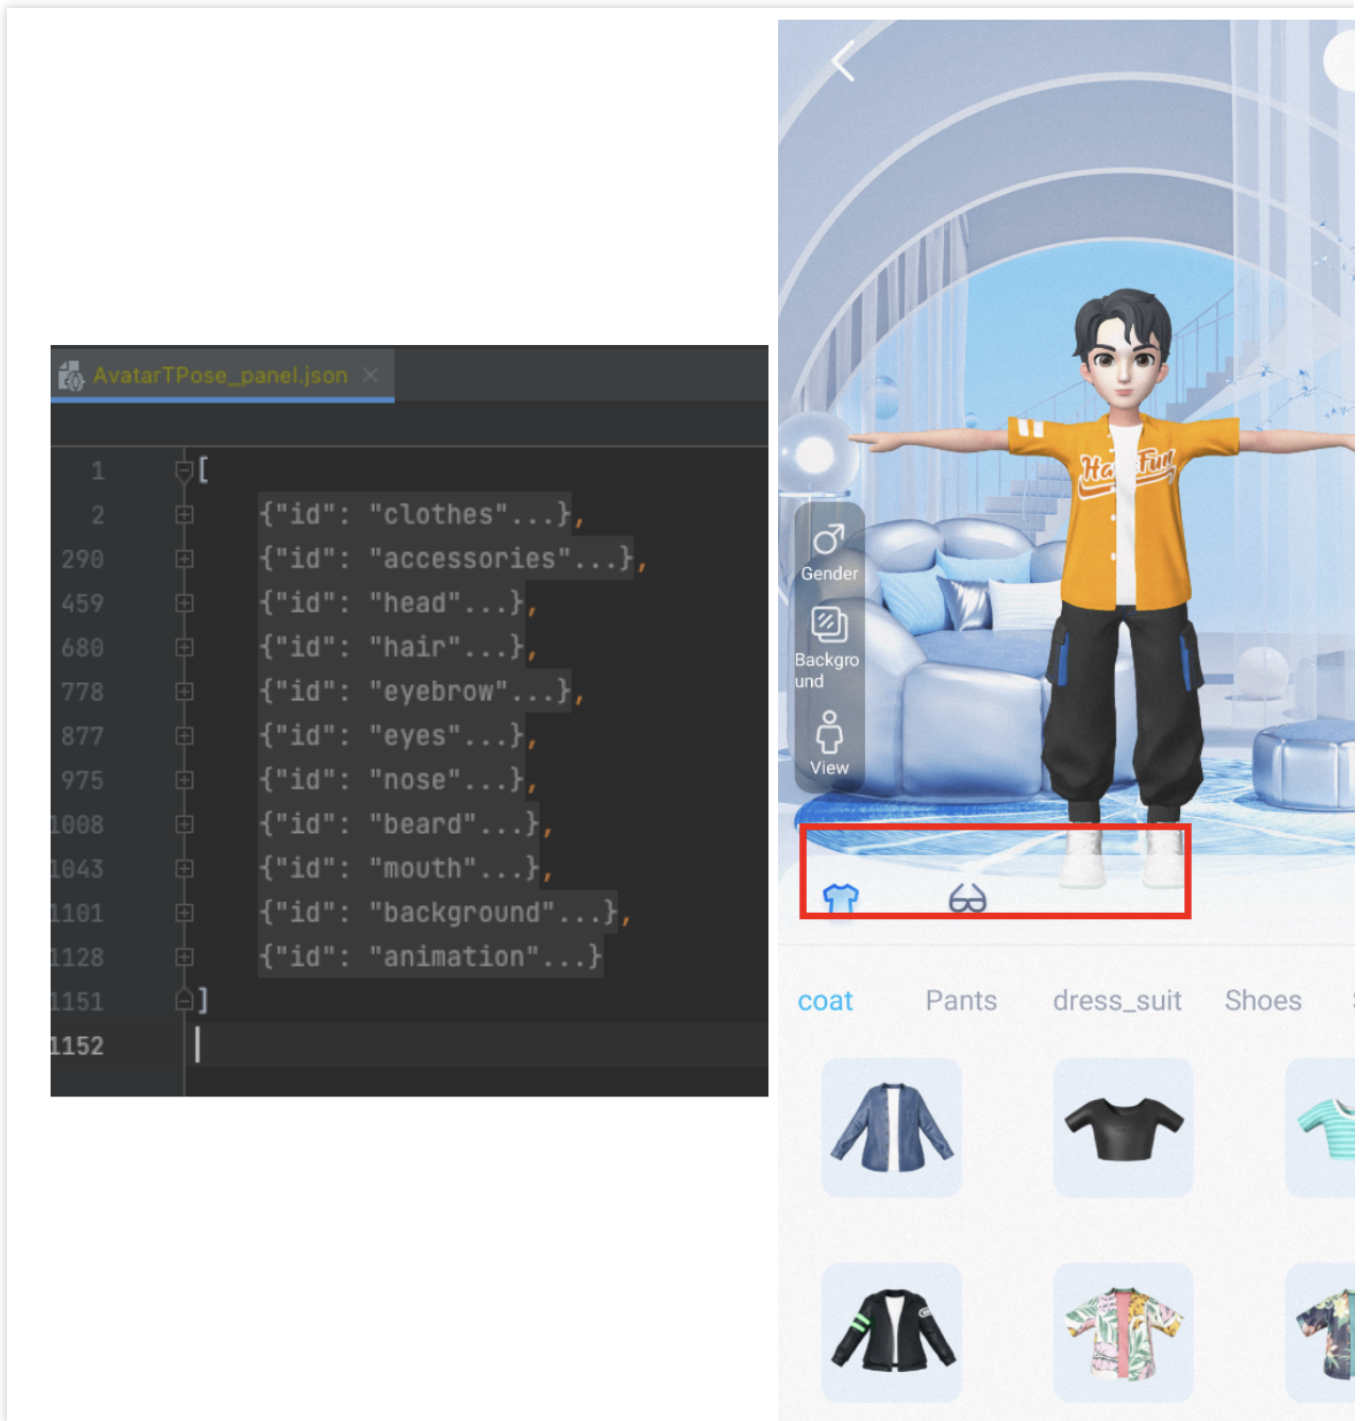 AvatarTPose_panel.json
1 [
2 {"id": "clothes"...},
290 {"id": "accessories"...},
459 {"id": "head"...},
680 {"id": "hair"...},
778 {"id": "eyebrow"...},
877 {"id": "eyes"...},
975 {"id": "nose"...},
1008 {"id": "beard"...},
1043 {"id": "mouth"...},
1101 {"id": "background"...},
1128 {"id": "animation"...}
1151 ]
1152
Gender
Backgro
und
View
coat Pants dress_suit Shoes